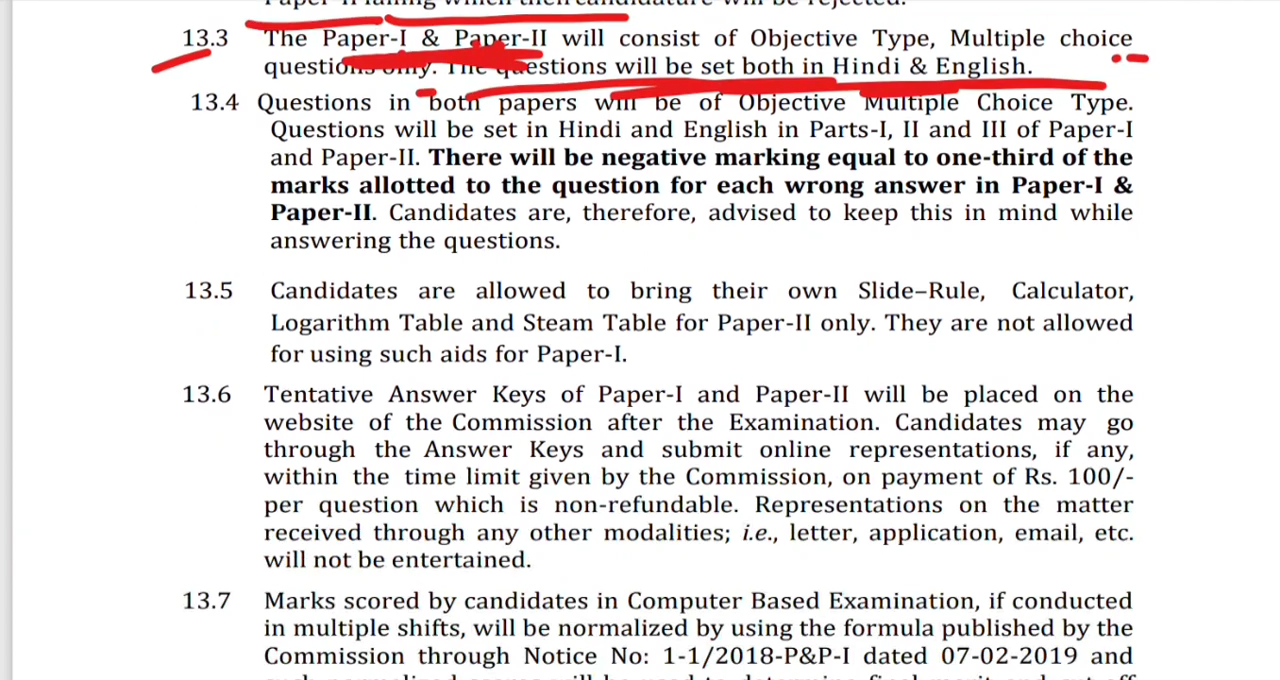 13.3 The Paper-I & Paper-II will consist of Objective Type, Multiple choice
questions only. The questions will be set both in Hindi & English.
13.4 Questions in both papers will be of Objective Multiple Choice Type.
Questions will be set in Hindi and English in Parts-I, II and III of Paper-I
and Paper-II. There will be negative marking equal to one-third of the
marks allotted to the question for each wrong answer in Paper-I &
Paper-II. Candidates are, therefore, advised to keep this in mind while
answering the questions.
13.5 Candidates are allowed to bring their own Slide–Rule, Calculator,
Logarithm Table and Steam Table for Paper-II only. They are not allowed
for using such aids for Paper-I.
13.6 Tentative Answer Keys of Paper-I and Paper-II will be placed on the
website of the Commission after the Examination. Candidates may go
through the Answer Keys and submit online representations, if any,
within the time limit given by the Commission, on payment of Rs. 100/-
per question which is non-refundable. Representations on the matter
received through any other modalities; i.e., letter, application, email, etc.
will not be entertained.
13.7 Marks scored by candidates in Computer Based Examination, if conducted
in multiple shifts, will be normalized by using the formula published by the
Commission through Notice No: 1-1/2018-P&P-I dated 07-02-2019 and